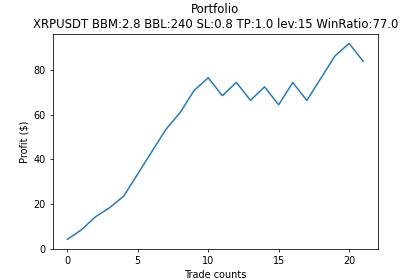 Portfolio
XRPUSDT BBM:2.8 BBL:240 SL:0.8 TP:1.0 lev:15 WinRatio:77.0
Profit ($)
80
60
40
20
0
0 5 10 15 20
Trade counts